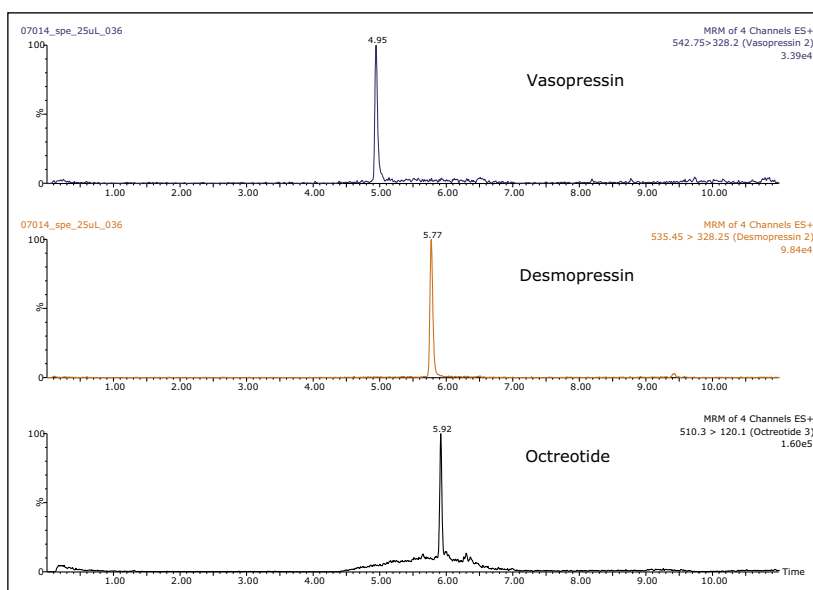 07014_spe_25uL_036
MRM of 4 Channels ES+
542.75>328.2 (Vasopressin 2)
3.39e4
4.95
100
Vasopressin
%
0
1.00 2.00 3.00 4.00 5.00 6.00 7.00 8.00 9.00 10.00
07014_spe_25uL_036
MRM of 4 Channels ES+
535.45 > 328.25 (Desmopressin 2)
9.84e4
5.77
100
Desmopressin
%
0
1.00 2.00 3.00 4.00 5.00 6.00 7.00 8.00 9.00 10.00
MRM of 4 Channels ES+
510.3 > 120.1 (Octreotide 3)
1.60e5
5.92
100
Octreotide
%
0
Time
1.00 2.00 3.00 4.00 5.00 6.00 7.00 8.00 9.00 10.00